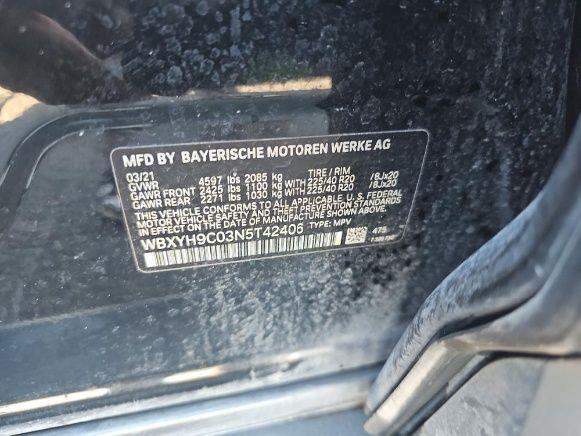 MFD BY BAYERISCHE MOTOREN WERKE AG
03/21 TIRE / RIM
GVWR 4597 lbs 2085 kg
GAWR FRONT 2425 lbs 1100 kg WITH 225/40 R20 /8Jx20
GAWR REAR 2271 lbs 1030 kg WITH 225/40 R20 /8Jx20
THIS VEHICLE CONFORMS TO ALL APPLICABLE U.S. FEDERAL
MOTOR VEHICLE SAFETY, BUMPER, AND THEFT PREVENTION
STANDARDS IN EFFECT ON THE DATE OF MANUFACTURE SHOWN ABOVE.
WBXYH9C03N5T42406 TYPE: MPV 475